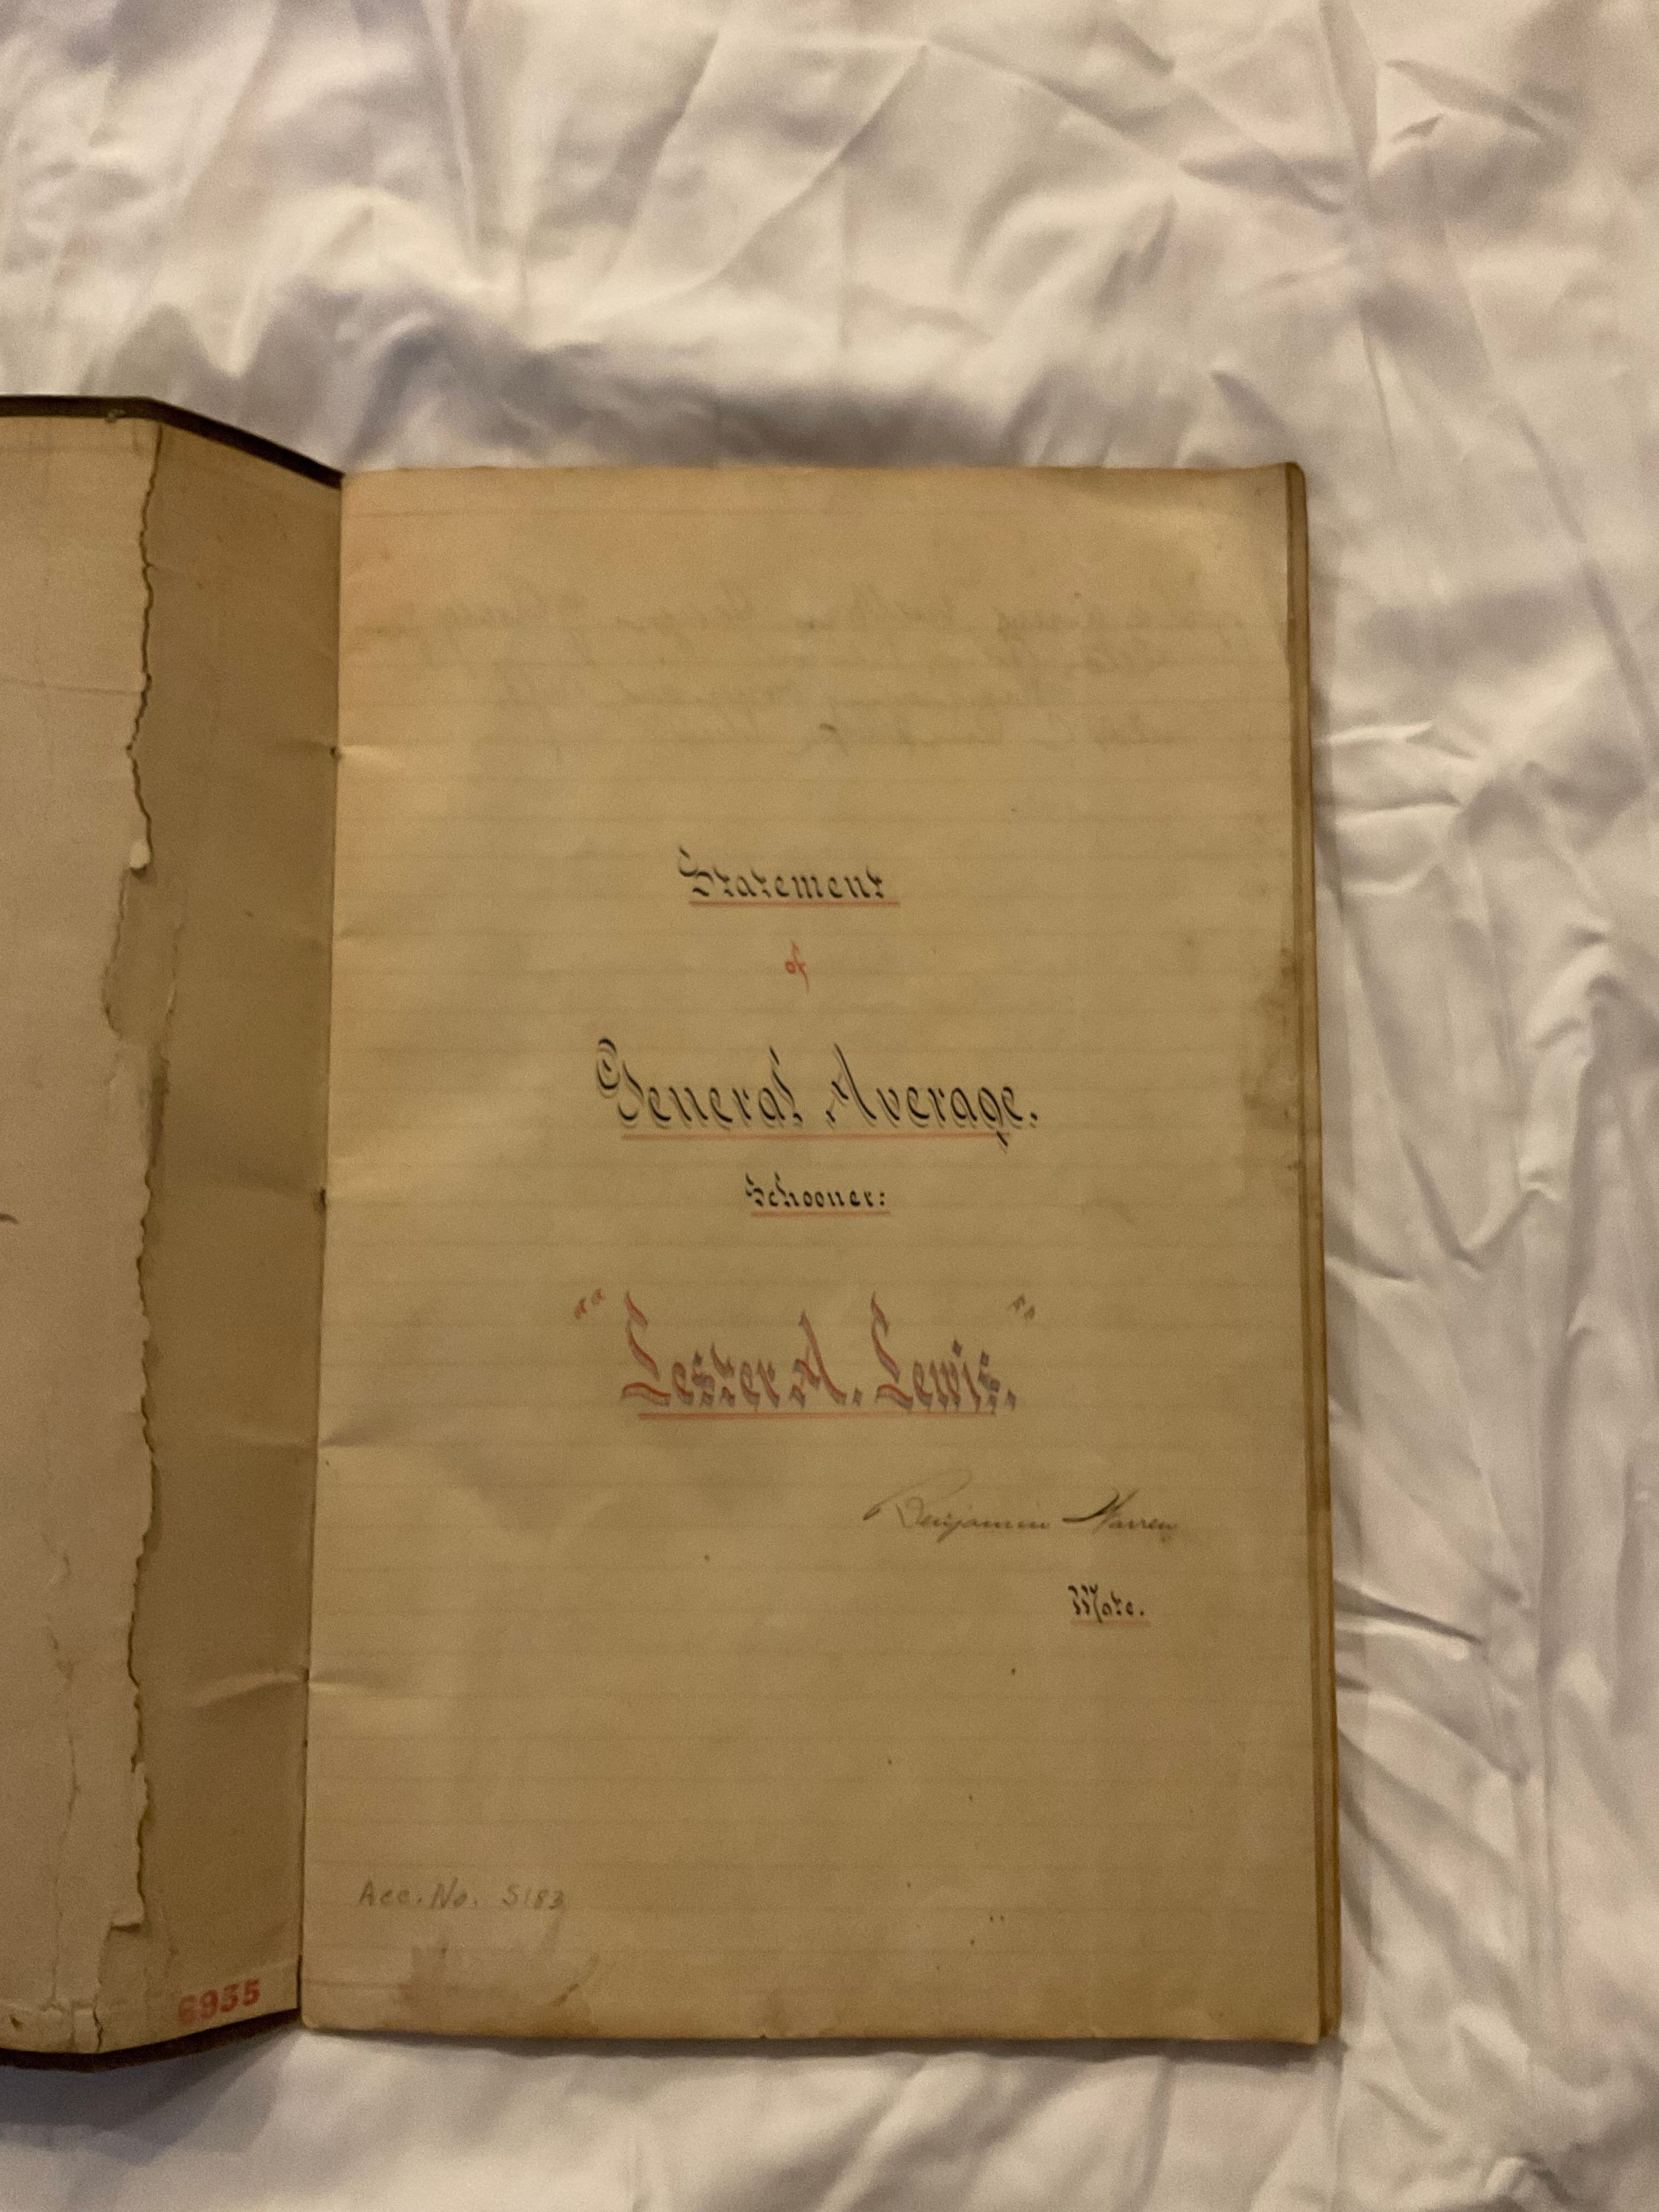 Statement
of
General Average.
Schooner:
"Lester A. Lewis."
Benjamin Warren
Mate.
Acc. No. 5183
6935